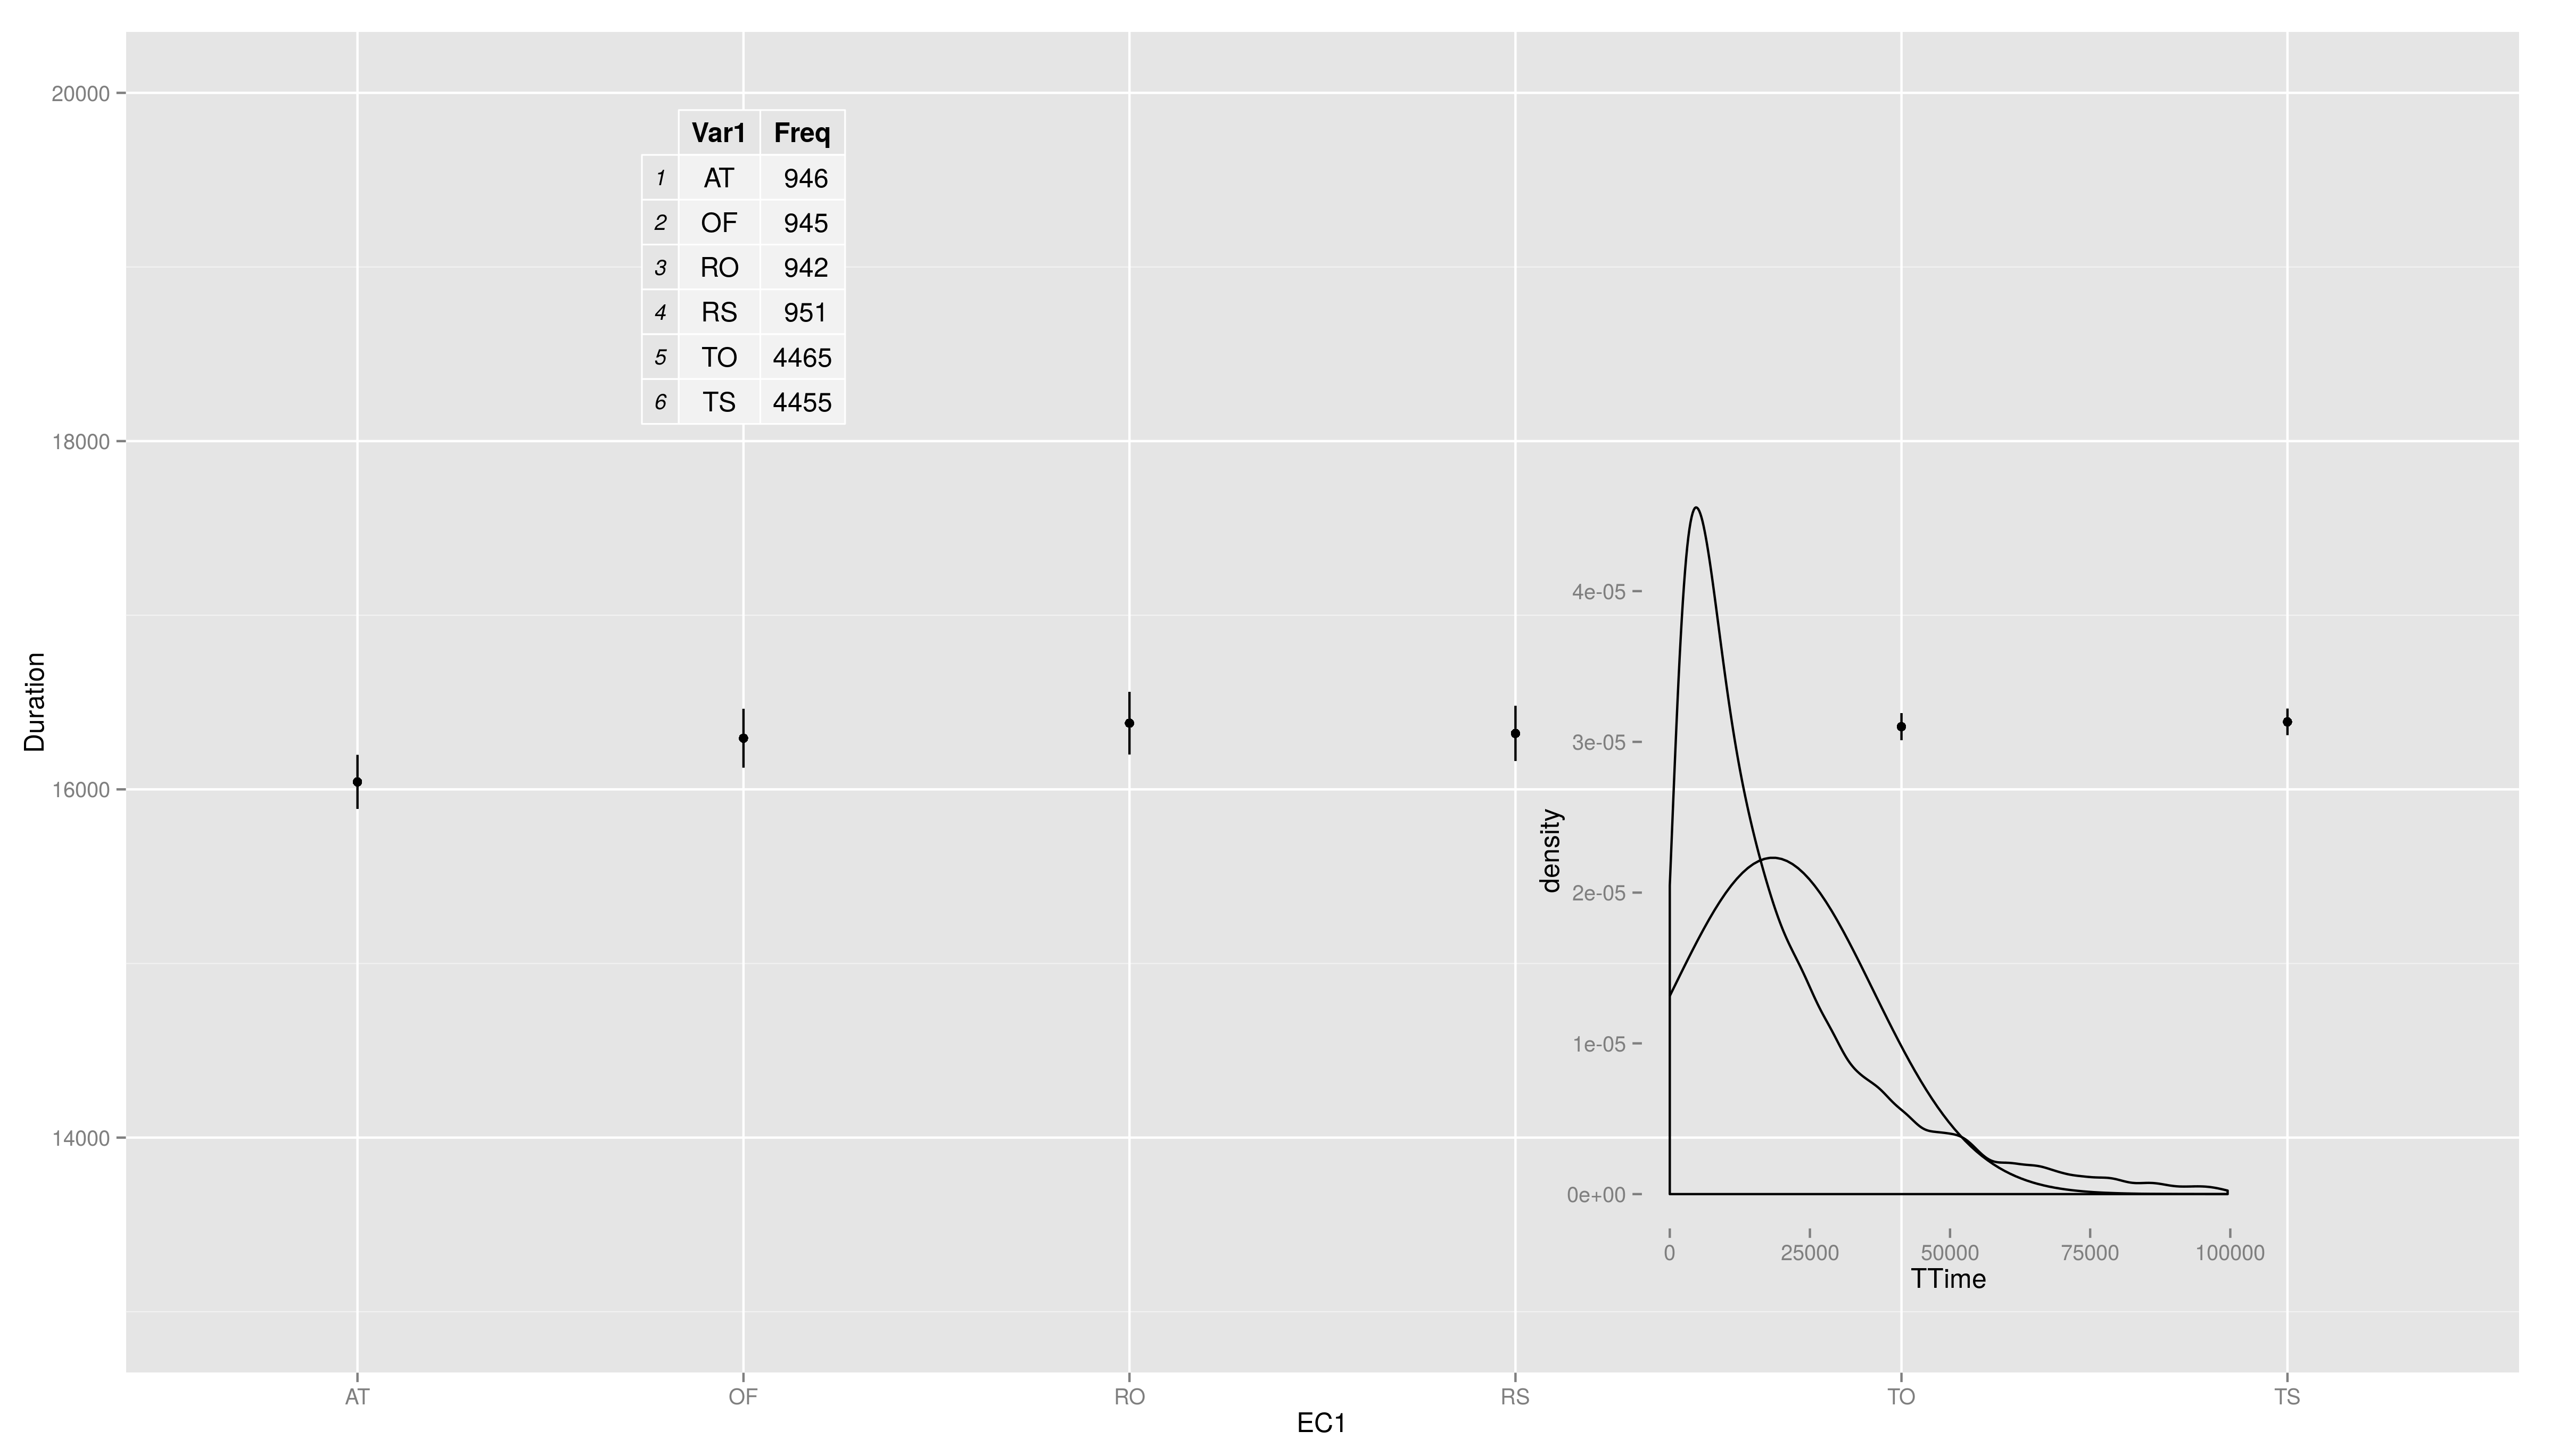 20000
18000
16000
14000
Duration
Var1 Freq
1 AT 946
2 OF 945
3 RO 942
4 RS 951
5 TO 4465
6 TS 4455
4e-05
3e-05
2e-05
1e-05
0e+00
density
0 25000 50000 75000 100000
TTime
AT OF RO RS TO TS
EC1